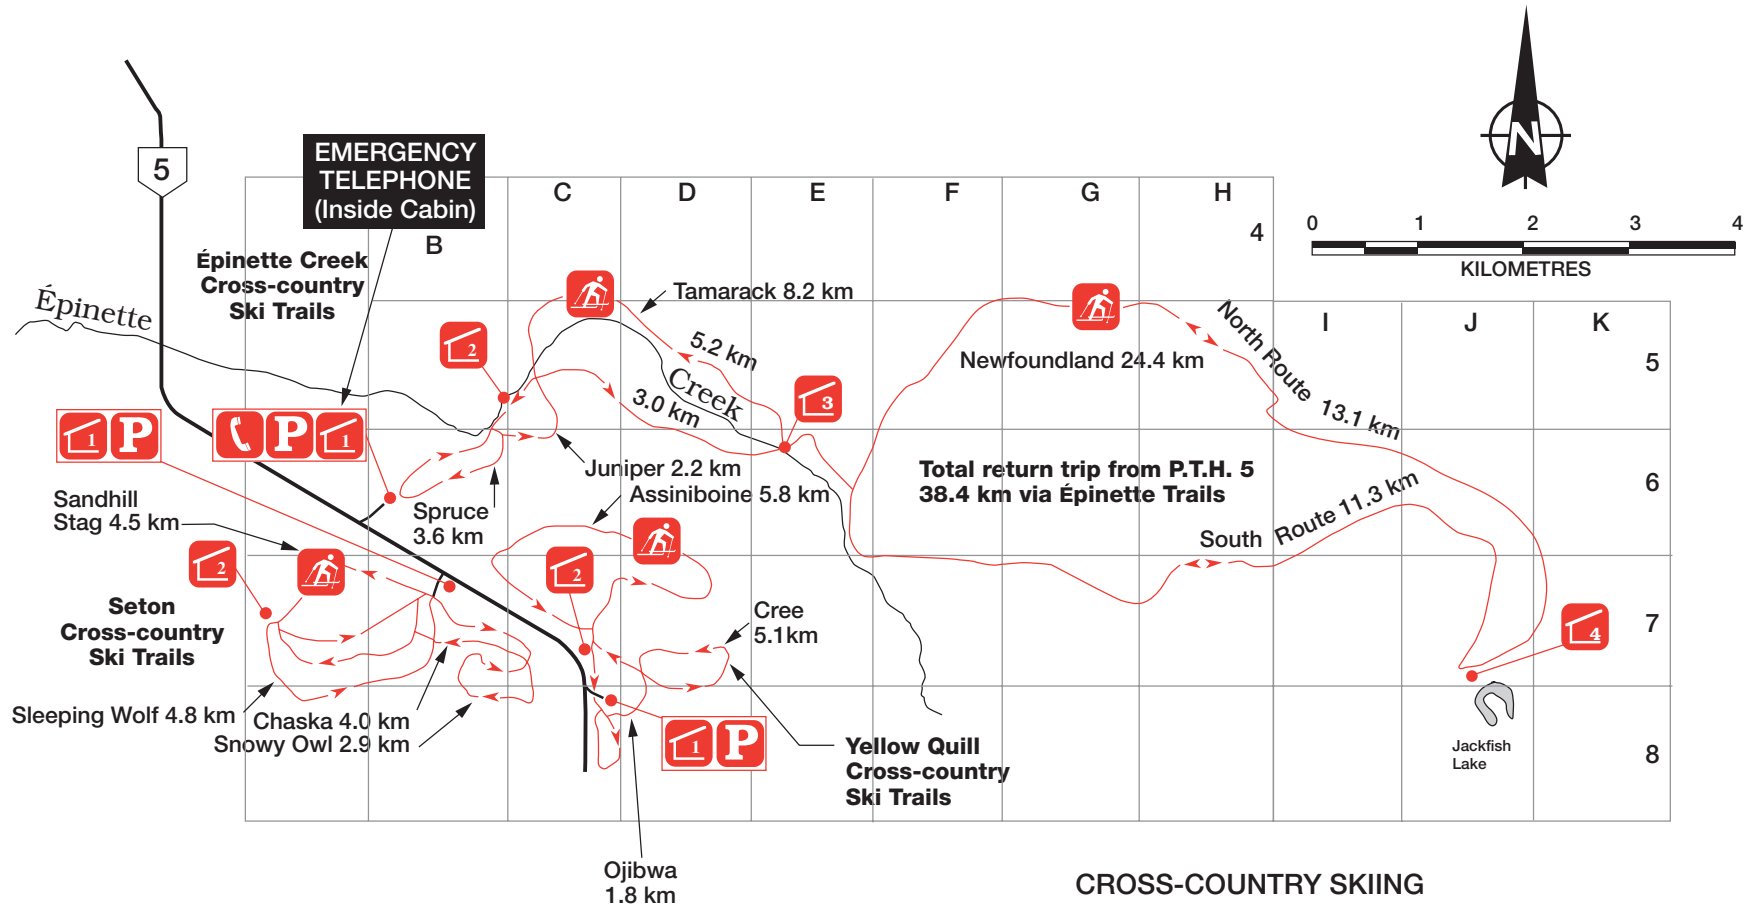 5
EMERGENCY
TELEPHONE
(Inside Cabin)
B
C
D
E
F
G
H
4
N
0 1 2 3 4
KILOMETRES
Épinette Creek
Cross-country
Ski Trails
Épinette
Tamarack 8.2 km
5.2 km
Creek
3.0 km
2
3
Newfoundland 24.4 km
North Route 13.1 km
I
J
K
5
1 P
P 1
Juniper 2.2 km
Assiniboine 5.8 km
Spruce
3.6 km
Total return trip from P.T.H. 5
38.4 km via Épinette Trails
South Route 11.3 km
6
Sandhill
Stag 4.5 km
2
2
Seton
Cross-country
Ski Trails
Cree
5.1km
4
7
Sleeping Wolf 4.8 km
Chaska 4.0 km
Snowy Owl 2.9 km
1 P
Yellow Quill
Cross-country
Ski Trails
Jackfish
Lake
8
Ojibwa
1.8 km
CROSS-COUNTRY SKIING